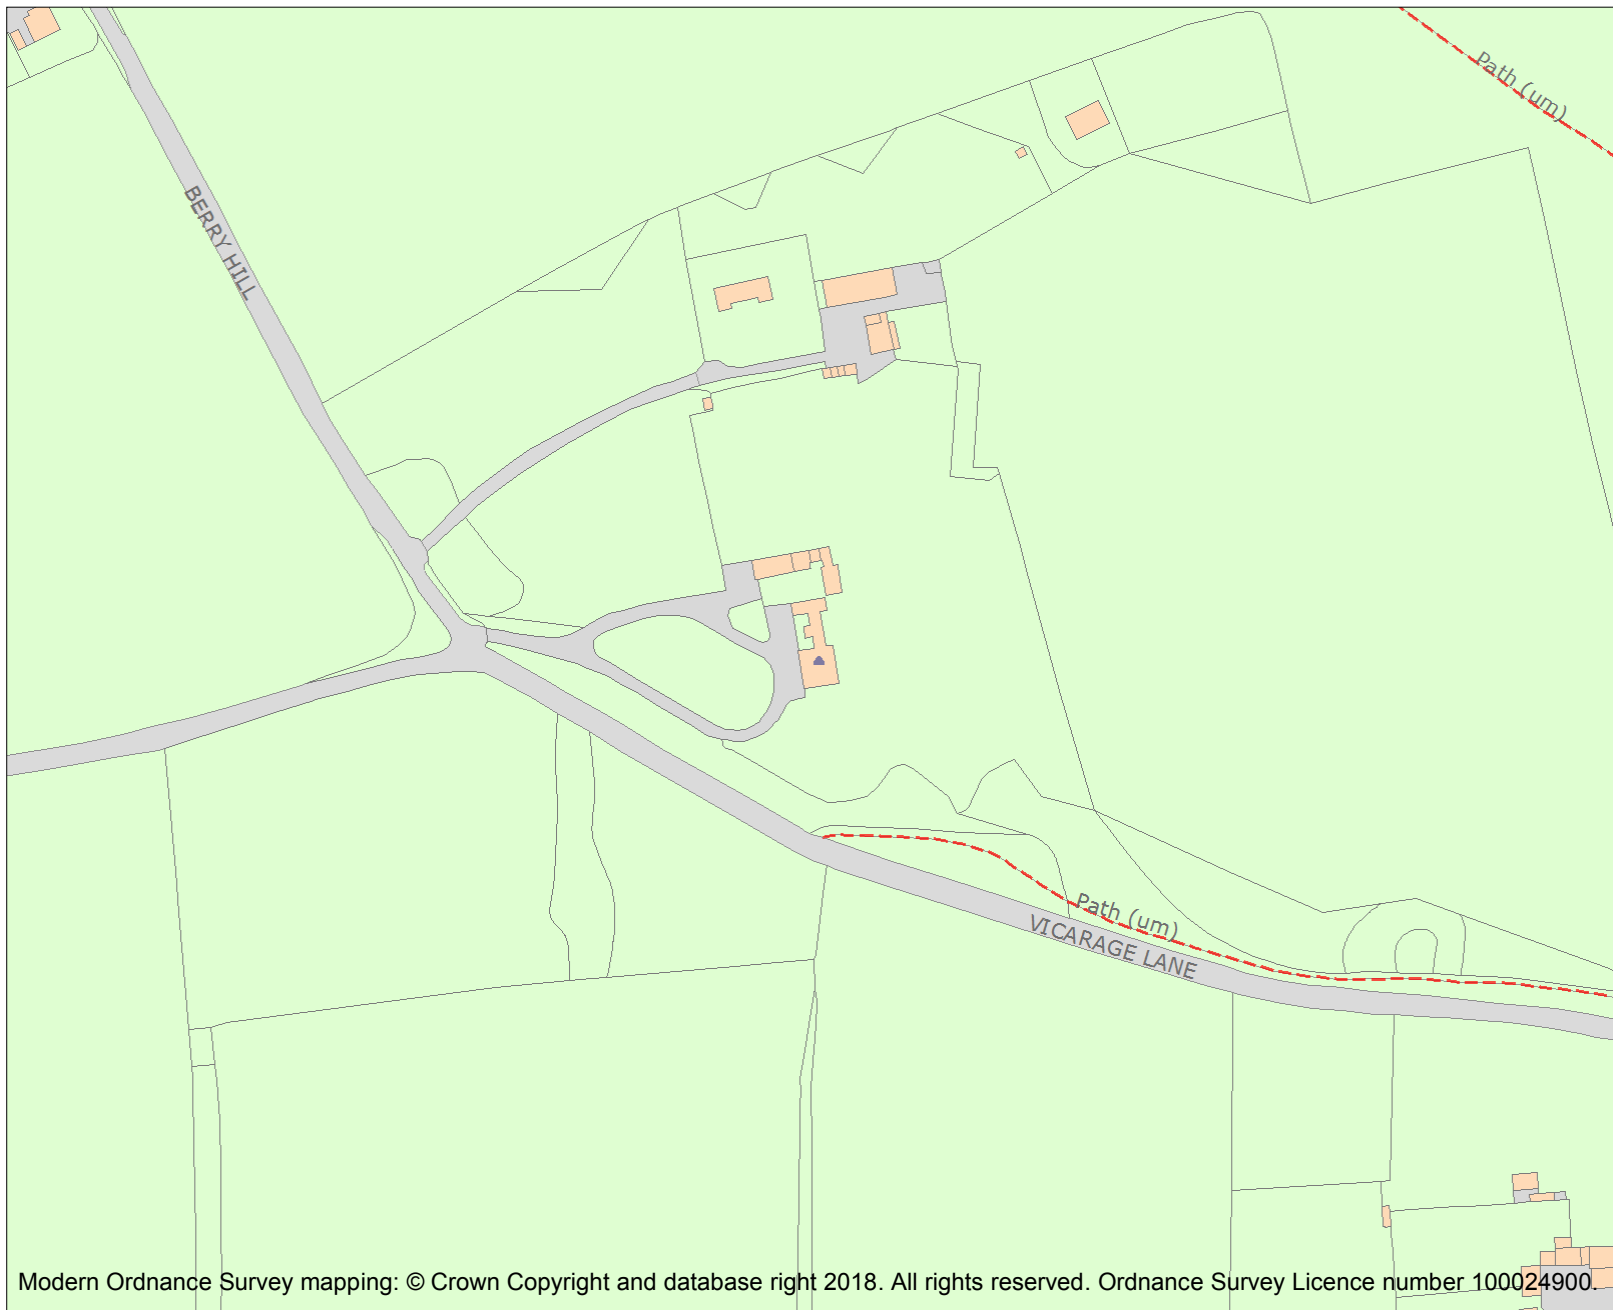 Path (um)
BERRY HILL
Path (um)
VICARAGE LANE
Modern Ordnance Survey mapping: © Crown Copyright and database right 2018. All rights reserved. Ordnance Survey Licence number 100024900.